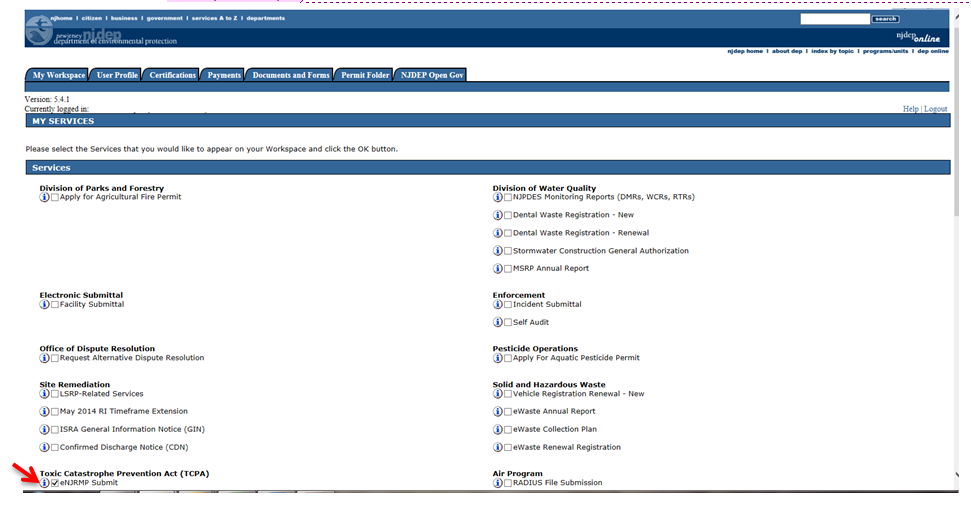 njhome I citizen I business I government I services A to Z I departments
search
newjersey njdep
department of environmental protection
njdep online
njdep home I about dep I index by topic I programs/units I dep online
My Workspace User Profile Certifications Payments Documents and Forms Permit Folder NJDEP Open Gov
Version: 5.4.1
Currently logged in:
Help | Logout
MY SERVICES
Please select the Services that you would like to appear on your Workspace and click the OK button.
Services
Division of Parks and Forestry
Apply for Agricultural Fire Permit
Division of Water Quality
NJPDES Monitoring Reports (DMRs, WCRs, RTRs)
Dental Waste Registration - New
Dental Waste Registration - Renewal
Stormwater Construction General Authorization
MSRP Annual Report
Electronic Submittal
Facility Submittal
Enforcement
Incident Submittal
Self Audit
Office of Dispute Resolution
Request Alternative Dispute Resolution
Pesticide Operations
Apply For Aquatic Pesticide Permit
Site Remediation
LSRP-Related Services
May 2014 RI Timeframe Extension
ISRA General Information Notice (GIN)
Confirmed Discharge Notice (CDN)
Solid and Hazardous Waste
Vehicle Registration Renewal - New
eWaste Annual Report
eWaste Collection Plan
eWaste Renewal Registration
Toxic Catastrophe Prevention Act (TCPA)
eNJRMP Submit
Air Program
RADIUS File Submission